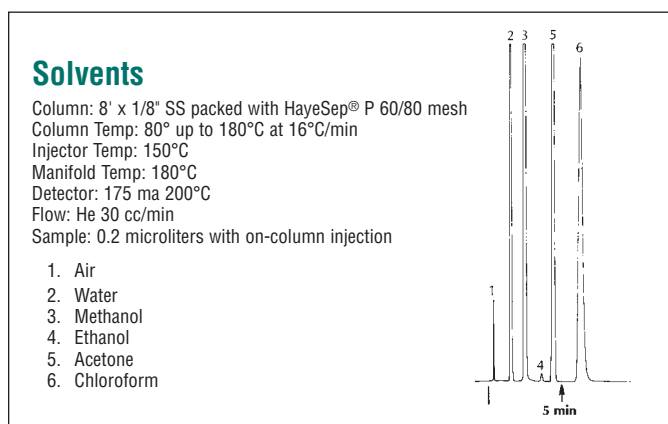 Solvents
Column: 8' x 1/8" SS packed with HayeSep® P 60/80 mesh
Column Temp: 80° up to 180°C at 16°C/min
Injector Temp: 150°C
Manifold Temp: 180°C
Detector: 175 ma 200°C
Flow: He 30 cc/min
Sample: 0.2 microliters with on-column injection
1. Air
2. Water
3. Methanol
4. Ethanol
5. Acetone
6. Chloroform
2 3 5
6
1
4
5 min